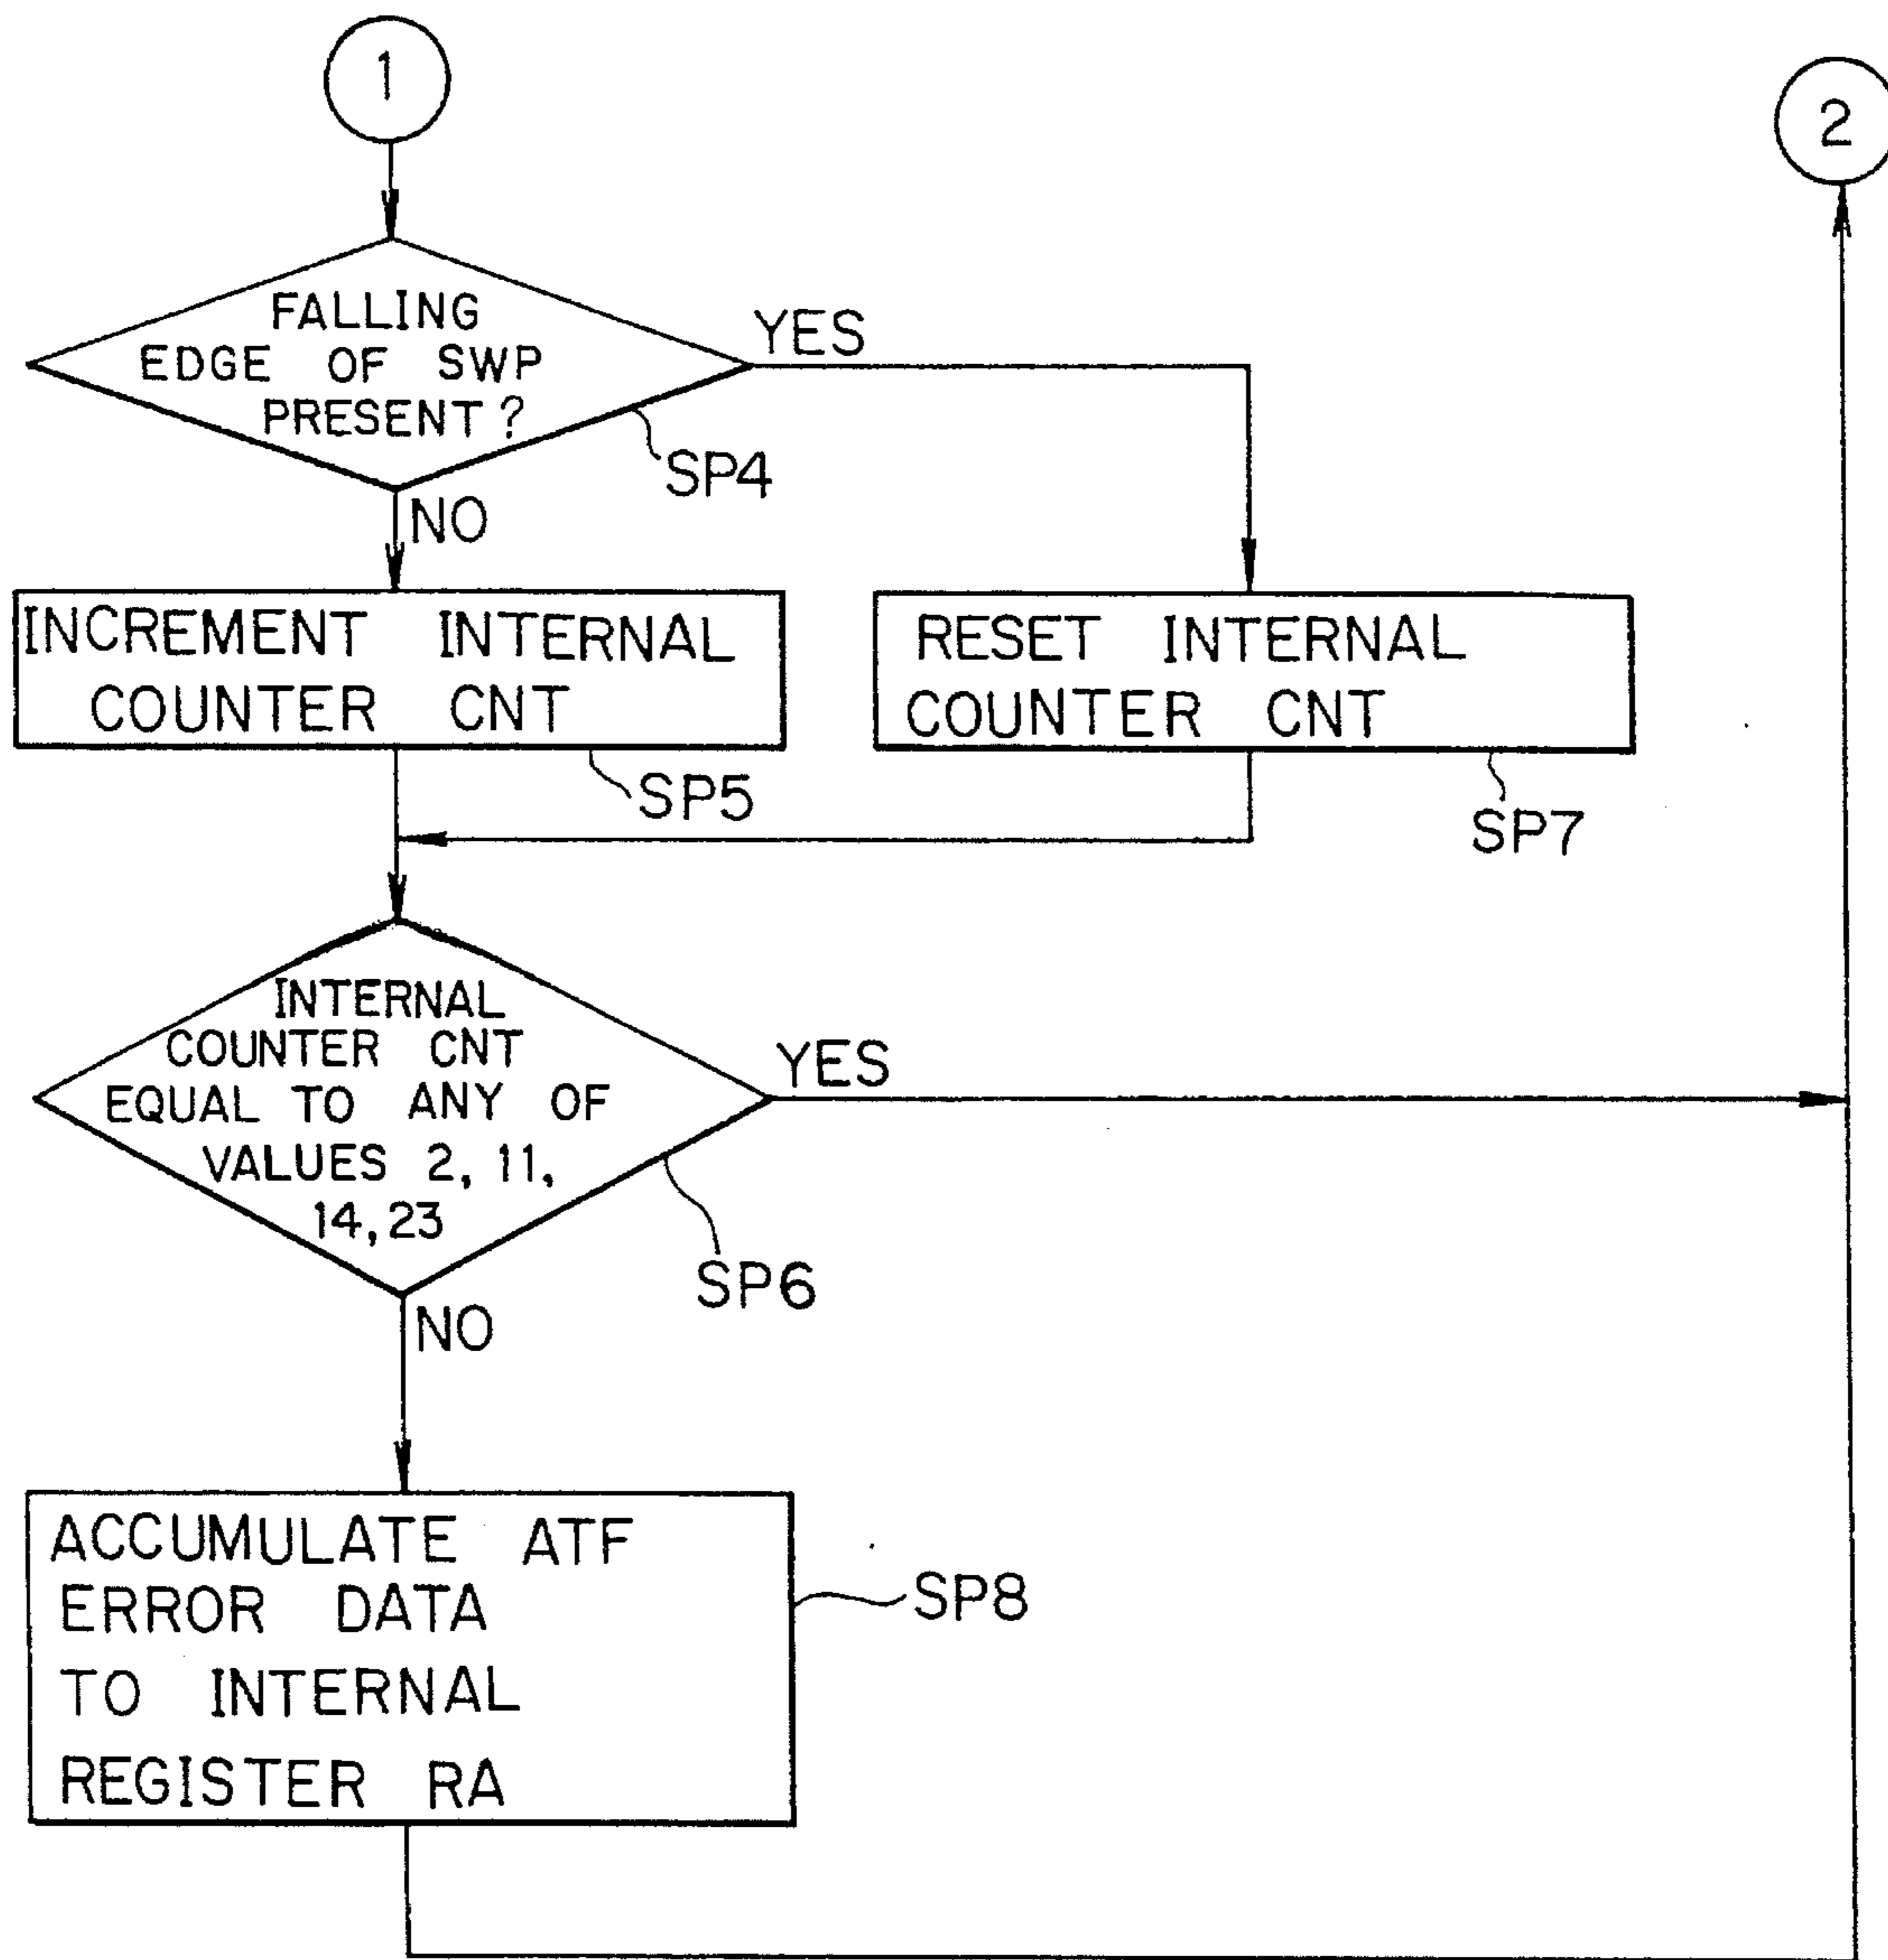 1
2
FALLING
EDGE OF SWP
PRESENT?
YES
SP4
NO
INCREMENT INTERNAL
COUNTER CNT
SP5
RESET INTERNAL
COUNTER CNT
SP7
INTERNAL
COUNTER CNT
EQUAL TO ANY OF
VALUES 2, 11,
14, 23
YES
SP6
NO
ACCUMULATE ATF
ERROR DATA
TO INTERNAL
REGISTER RA
SP8